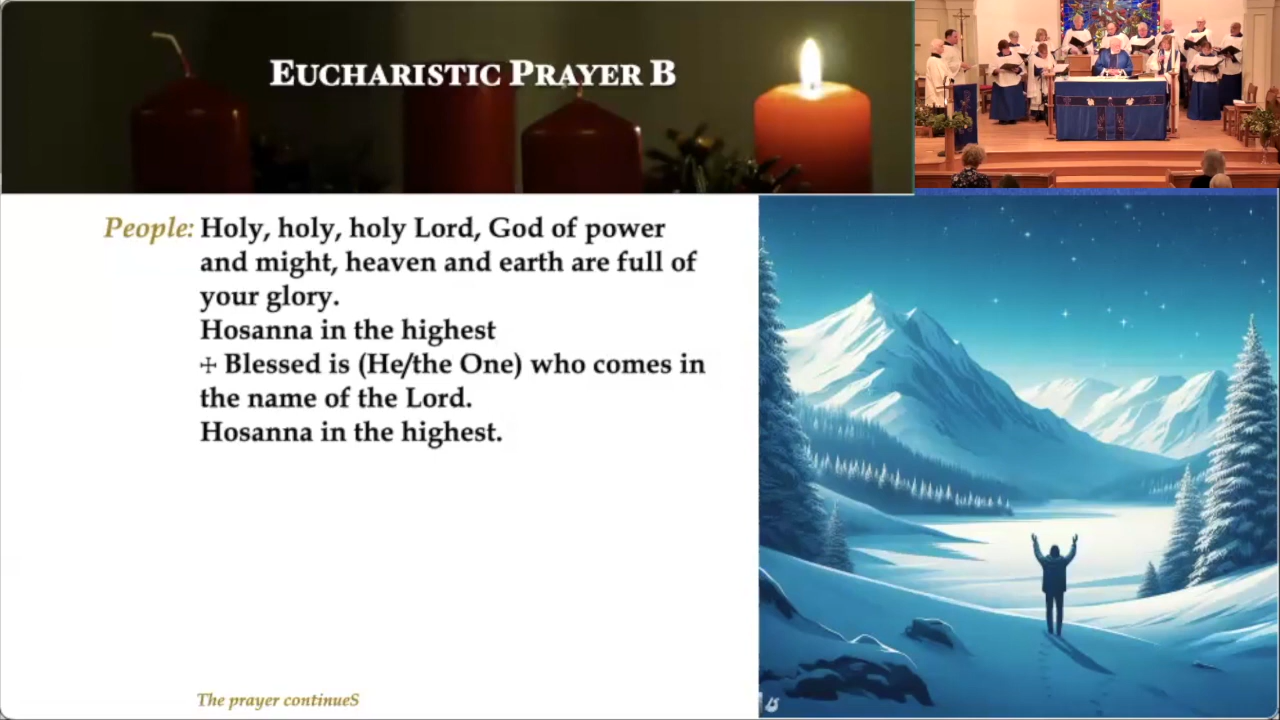 EUCHARISTIC PRAYER B
People: Holy, holy, holy Lord, God of power
and might, heaven and earth are full of
your glory.
Hosanna in the highest
☩ Blessed is (He/the One) who comes in
the name of the Lord.
Hosanna in the highest.
The prayer continueS